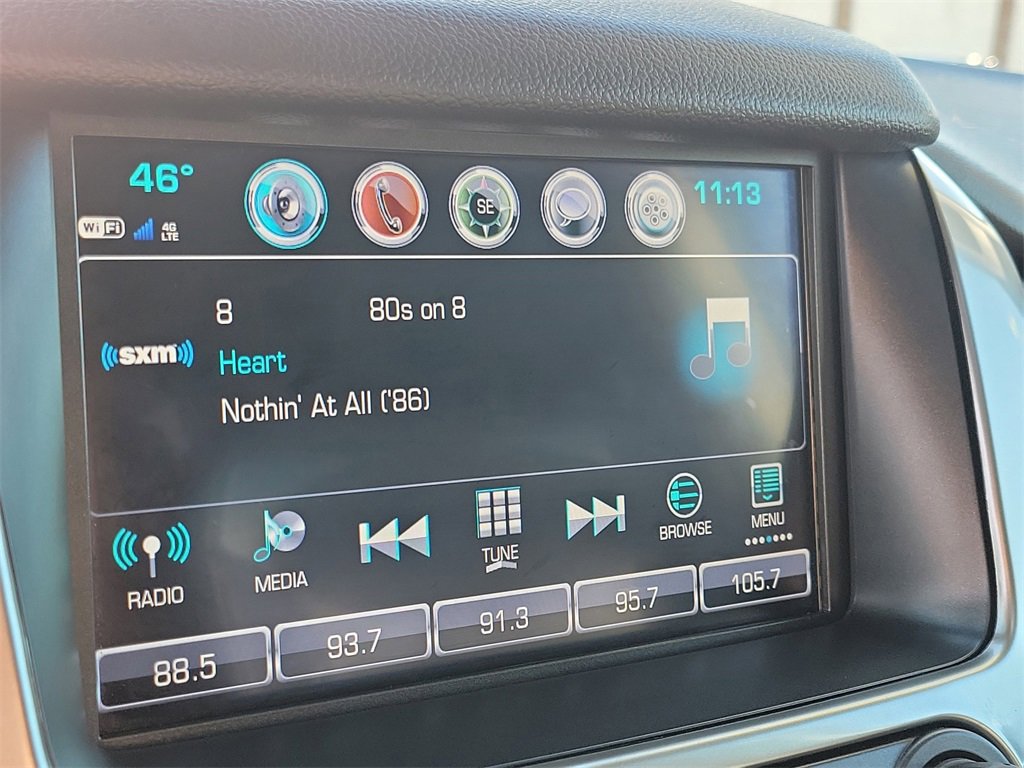 46°
11:13
WiFi 4G LTE
SE
8 80s on 8
sxm
Heart
Nothin' At All ('86)
RADIO
MEDIA
TUNE
BROWSE
MENU
88.5 93.7 91.3 95.7 105.7